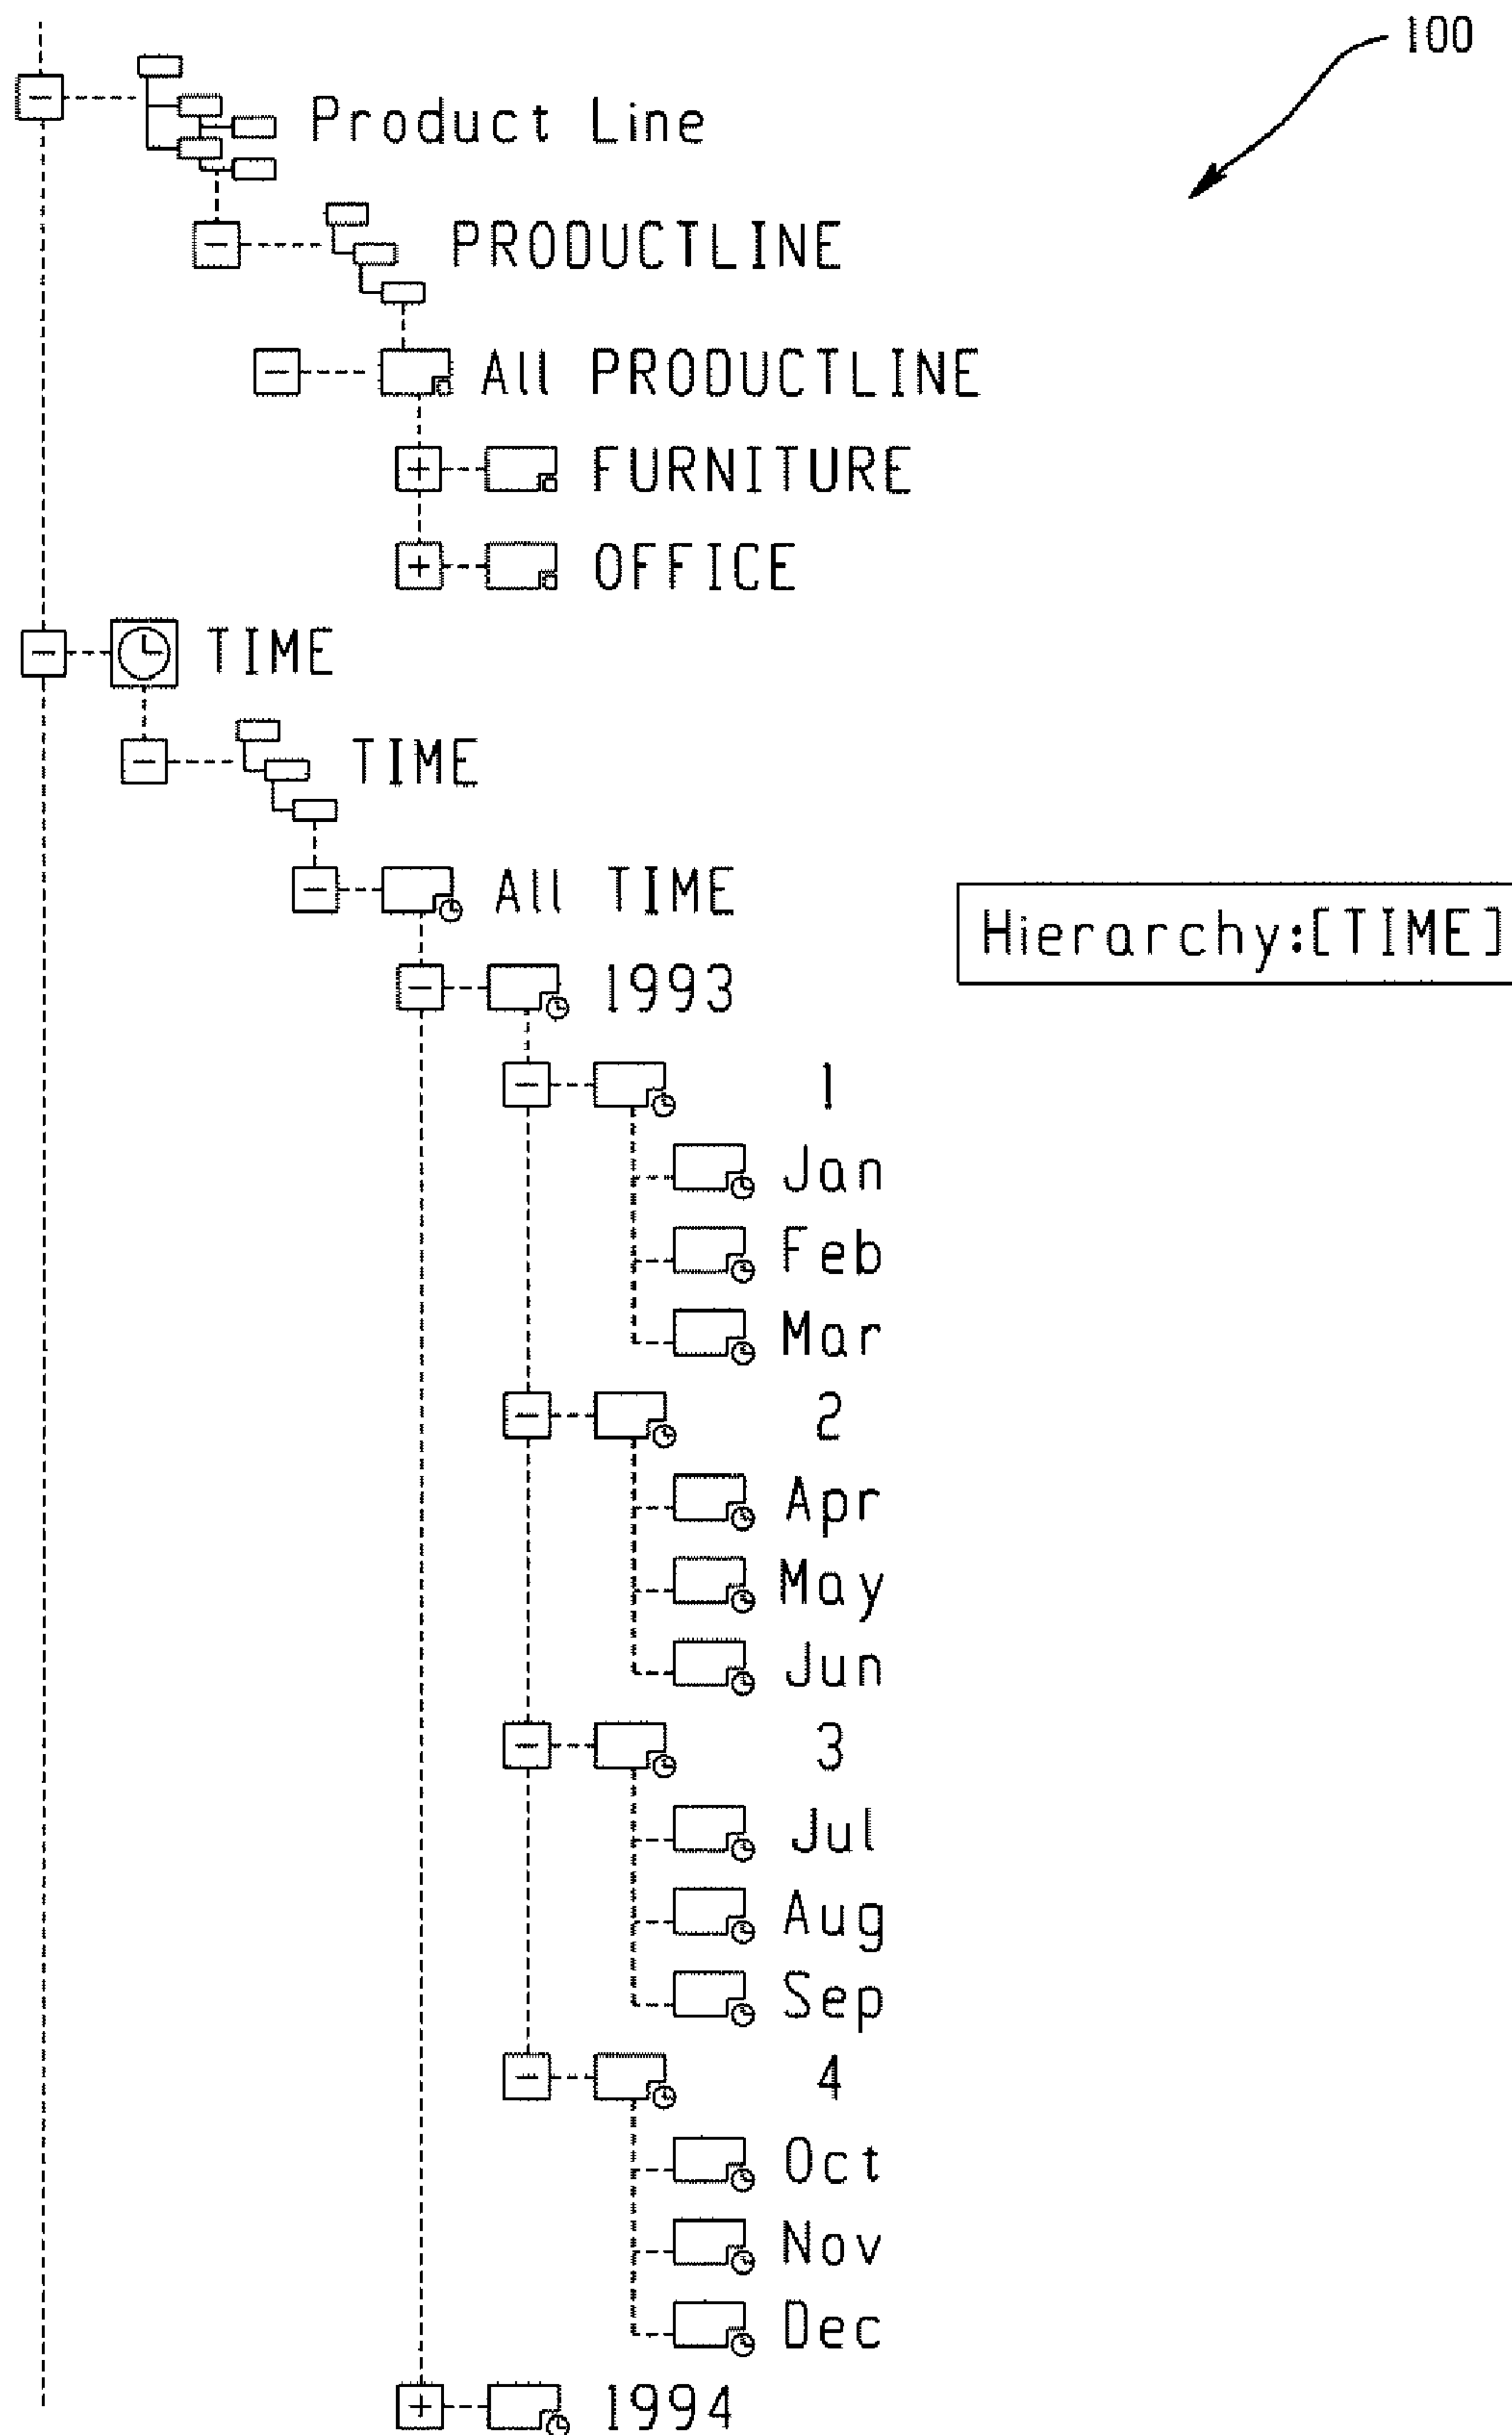 100
Product Line
PRODUCTLINE
All PRODUCTLINE
FURNITURE
OFFICE
TIME
TIME
All TIME
Hierarchy:[TIME]
1993
1
Jan
Feb
Mar
2
Apr
May
Jun
3
Jul
Aug
Sep
4
Oct
Nov
Dec
1994